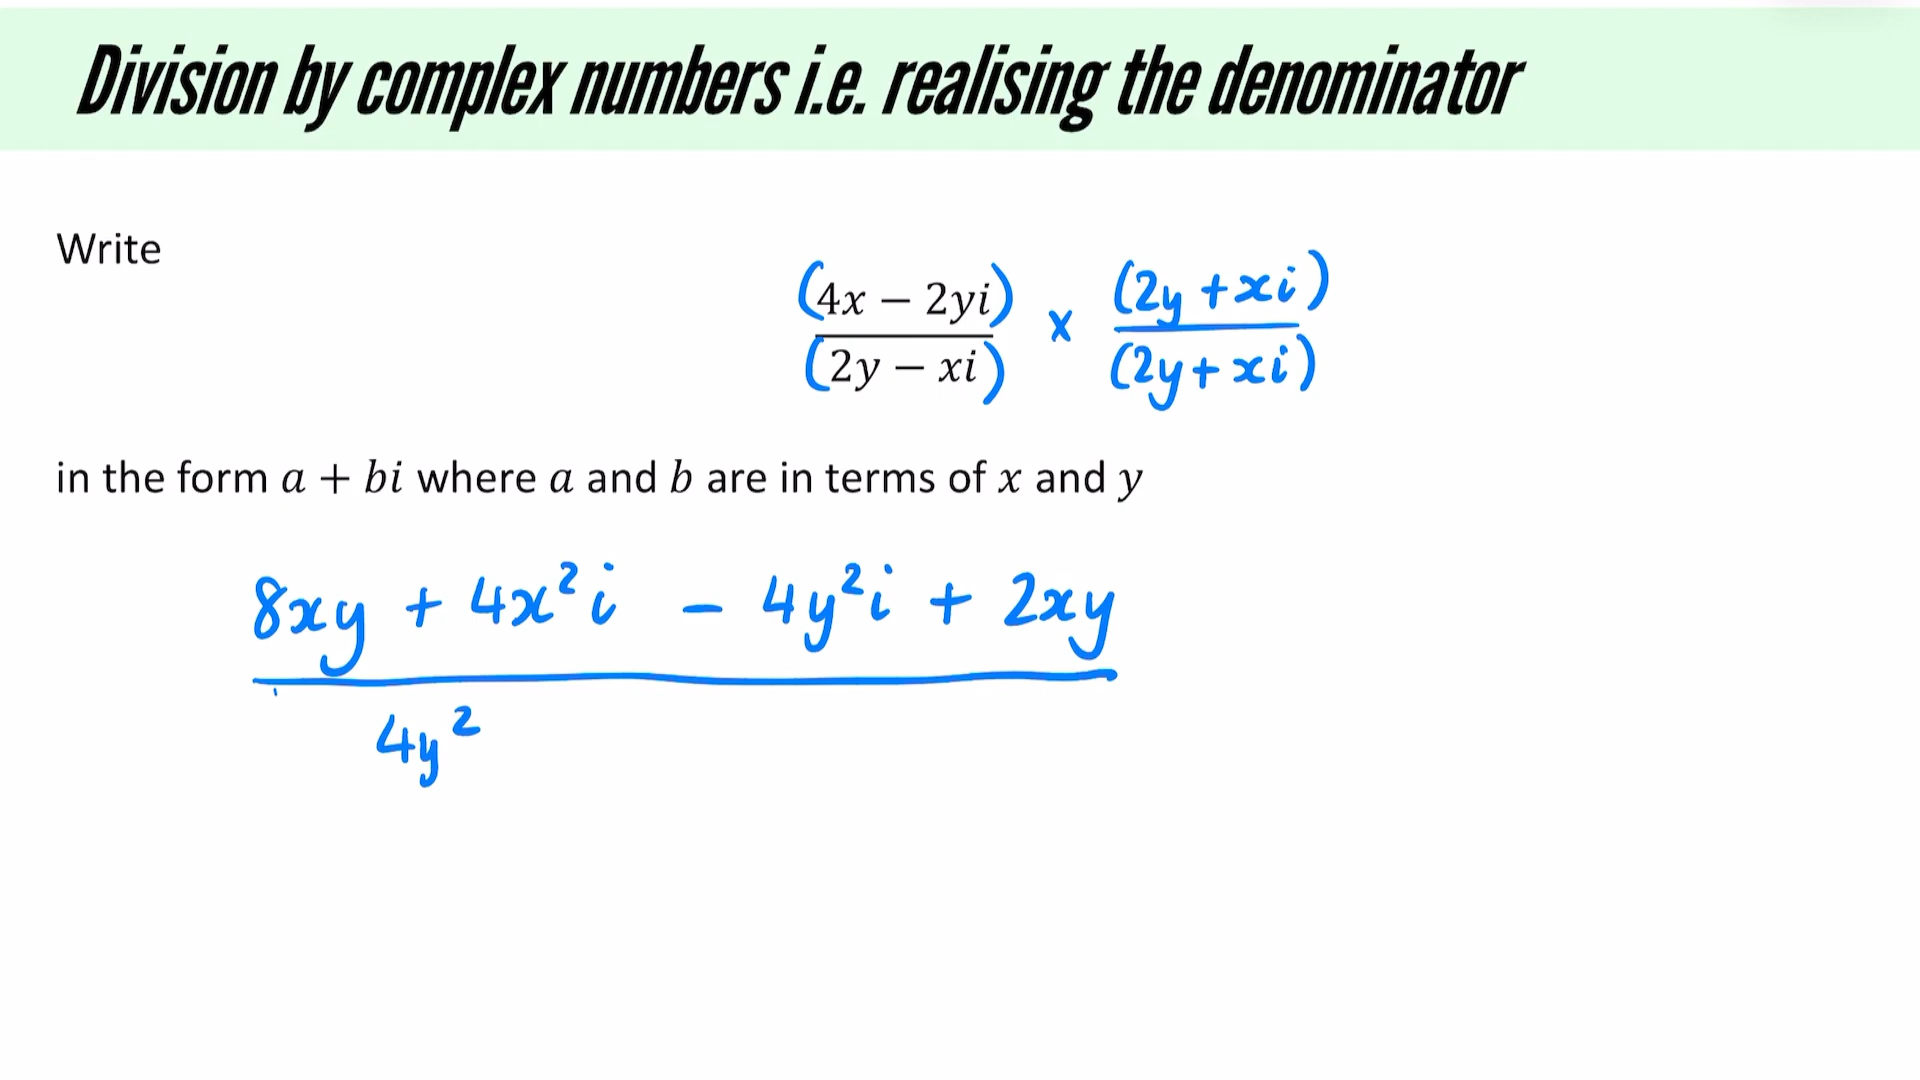 Division by complex numbers i.e. realising the denominator
Write
(4x − 2yi) / (2y − xi) × (2y + xi) / (2y + xi)
in the form a + bi where a and b are in terms of x and y
8xy + 4x²i − 4y²i + 2xy
4y²